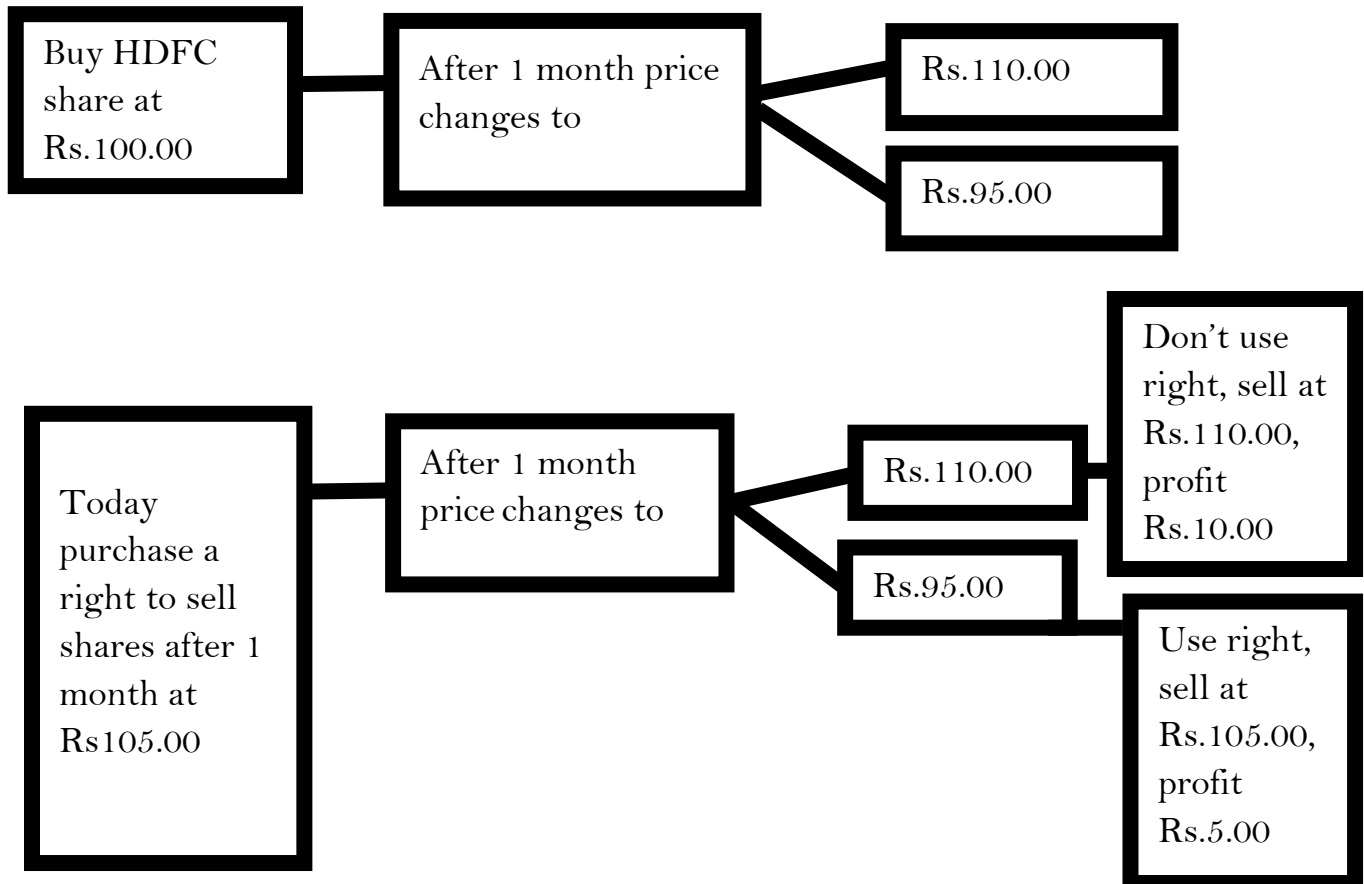 Buy HDFC
share at
Rs.100.00
After 1 month price
changes to
Rs.110.00
Rs.95.00
Today
purchase a
right to sell
shares after 1
month at
Rs105.00
After 1 month
price changes to
Rs.110.00
Don’t use
right, sell at
Rs.110.00,
profit
Rs.10.00
Rs.95.00
Use right,
sell at
Rs.105.00,
profit
Rs.5.00